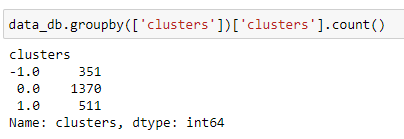 data_db.groupby(['clusters'])['clusters'].count()
clusters
-1.0     351
 0.0    1370
 1.0     511
Name: clusters, dtype: int64